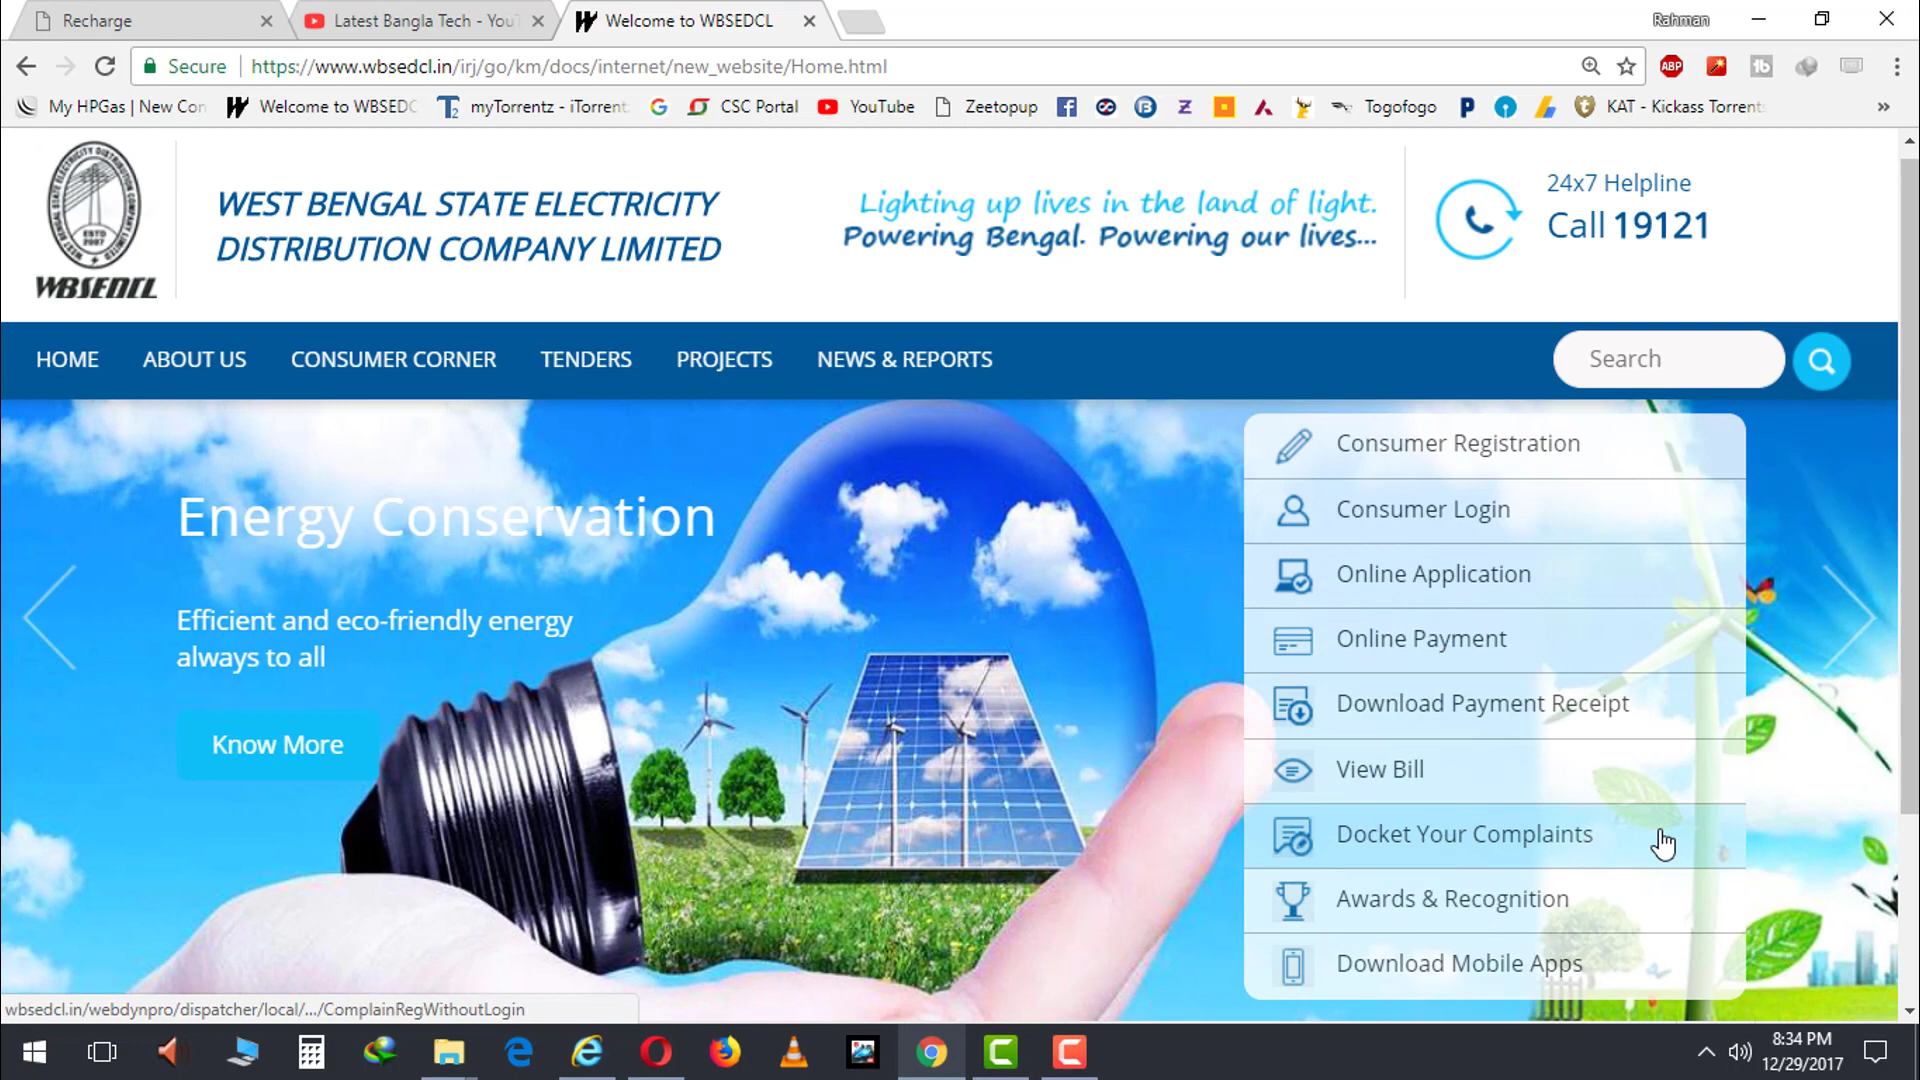 Recharge
Latest Bangla Tech - YouT
Welcome to WBSEDCL
Rahman
Secure
https://www.wbsedcl.in/irj/go/km/docs/internet/new_website/Home.html
ABP
My HPGas | New Con
Welcome to WBSEDC
myTorrentz - iTorrent
CSC Portal
YouTube
Zeetopup
Togofogo
KAT - Kickass Torrents
WBSEDCL
WEST BENGAL STATE ELECTRICITY
DISTRIBUTION COMPANY LIMITED
Lighting up lives in the land of light.
Powering Bengal. Powering our lives...
24x7 Helpline
Call 19121
HOME
ABOUT US
CONSUMER CORNER
TENDERS
PROJECTS
NEWS & REPORTS
Search
Energy Conservation
Efficient and eco-friendly energy
always to all
Know More
Consumer Registration
Consumer Login
Online Application
Online Payment
Download Payment Receipt
View Bill
Docket Your Complaints
Awards & Recognition
Download Mobile Apps
wbsedcl.in/webdynpro/dispatcher/local/.../ComplainRegWithoutLogin
8:34 PM
12/29/2017